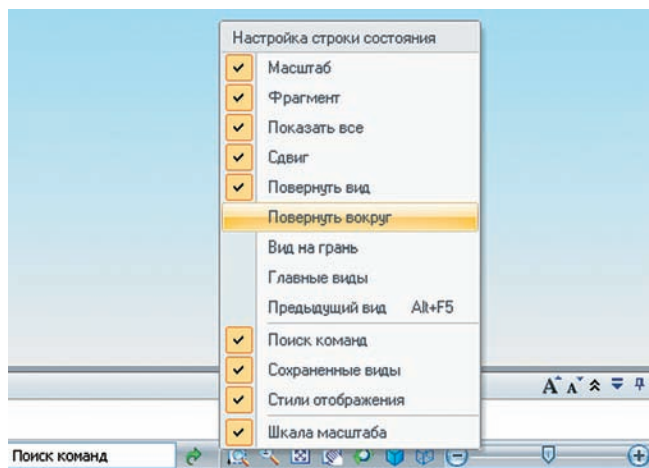 Настройка строки состояния
Масштаб
Фрагмент
Показать все
Сдвиг
Повернуть вид
Повернуть вокруг
Вид на грань
Главные виды
Предыдущий вид Alt+F5
Поиск команд
Сохраненные виды
Стили отображения
Шкала масштаба
A A
Поиск команд